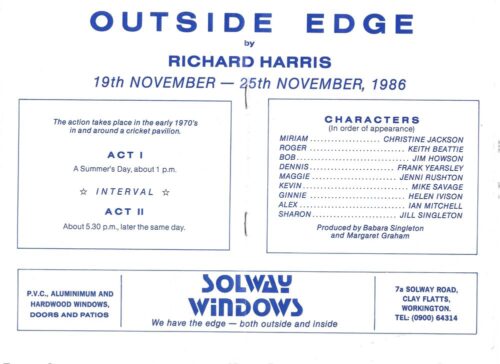 OUTSIDE EDGE
by
RICHARD HARRIS
19th NOVEMBER — 25th NOVEMBER, 1986
The action takes place in the early 1970's
in and around a cricket pavilion.
ACT I
A Summer's Day, about 1 p.m.
☆ INTERVAL ☆
ACT II
About 5.30 p.m., later the same day.
CHARACTERS
(In order of appearance)
MIRIAM ........................ CHRISTINE JACKSON
ROGER ........................ KEITH BEATTIE
BOB ........................ JIM HOWSON
DENNIS ........................ FRANK YEARSLEY
MAGGIE ........................ JENNI RUSHTON
KEVIN ........................ MIKE SAVAGE
GINNIE ........................ HELEN IVISON
ALEX ........................ IAN MITCHELL
SHARON ........................ JILL SINGLETON
Produced by Babara Singleton
and Margaret Graham
P.V.C., ALUMINIMUM AND
HARDWOOD WINDOWS,
DOORS AND PATIOS
SOLWAY
WINDOWS
We have the edge — both outside and inside
7a SOLWAY ROAD,
CLAY FLATTS,
WORKINGTON.
TEL: (0900) 64314